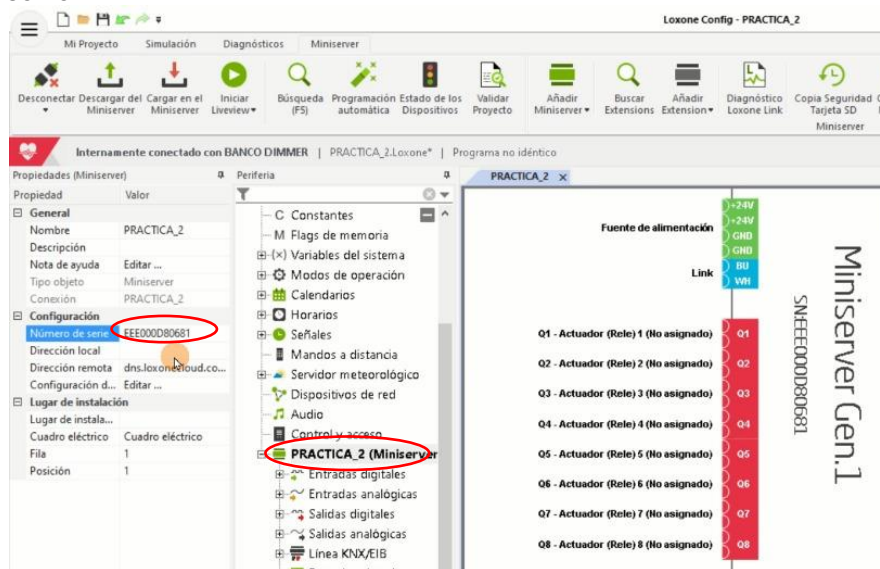 Loxone Config - PRACTICA_2
Mi Proyecto Simulación Diagnósticos Miniserver
Desconectar
Descargar del Miniserver
Cargar en el Miniserver
Iniciar Liveview
Búsqueda (F5)
Programación automática
Estado de los Dispositivos
Validar Proyecto
Añadir Miniserver
Buscar Extensions
Añadir Extension
Diagnóstico Loxone Link
Copia Seguridad Tarjeta SD
Miniserver
Internamente conectado con BANCO DIMMER | PRACTICA_2.Loxone* | Programa no idéntico
Propiedades (Miniserver)
Propiedad Valor
General
Nombre PRACTICA_2
Descripción
Nota de ayuda Editar ...
Tipo objeto Miniserver
Conexión PRACTICA_2
Configuración
Número de serie EEE000D80681
Dirección local
Dirección remota dns.loxonecloud.co...
Configuración d... Editar ...
Lugar de instalación
Lugar de instala...
Cuadro eléctrico Cuadro eléctrico
Fila 1
Posición 1
Periferia
C Constantes
M Flags de memoria
(×) Variables del sistema
Modos de operación
Calendarios
Horarios
Señales
Mandos a distancia
Servidor meteorológico
Dispositivos de red
Audio
Control y acceso
PRACTICA_2 (Miniserver
Entradas digitales
Entradas analógicas
Salidas digitales
Salidas analógicas
Línea KNX/EIB
PRACTICA_2 x
Fuente de alimentación
+24V
+24V
GND
GND
Link
BU
WH
Q1 - Actuador (Rele) 1 (No asignado) Q1
Q2 - Actuador (Rele) 2 (No asignado) Q2
Q3 - Actuador (Rele) 3 (No asignado) Q3
Q4 - Actuador (Rele) 4 (No asignado) Q4
Q5 - Actuador (Rele) 5 (No asignado) Q5
Q6 - Actuador (Rele) 6 (No asignado) Q6
Q7 - Actuador (Rele) 7 (No asignado) Q7
Q8 - Actuador (Rele) 8 (No asignado) Q8
SNEEE000D80681
Miniserver Gen.1